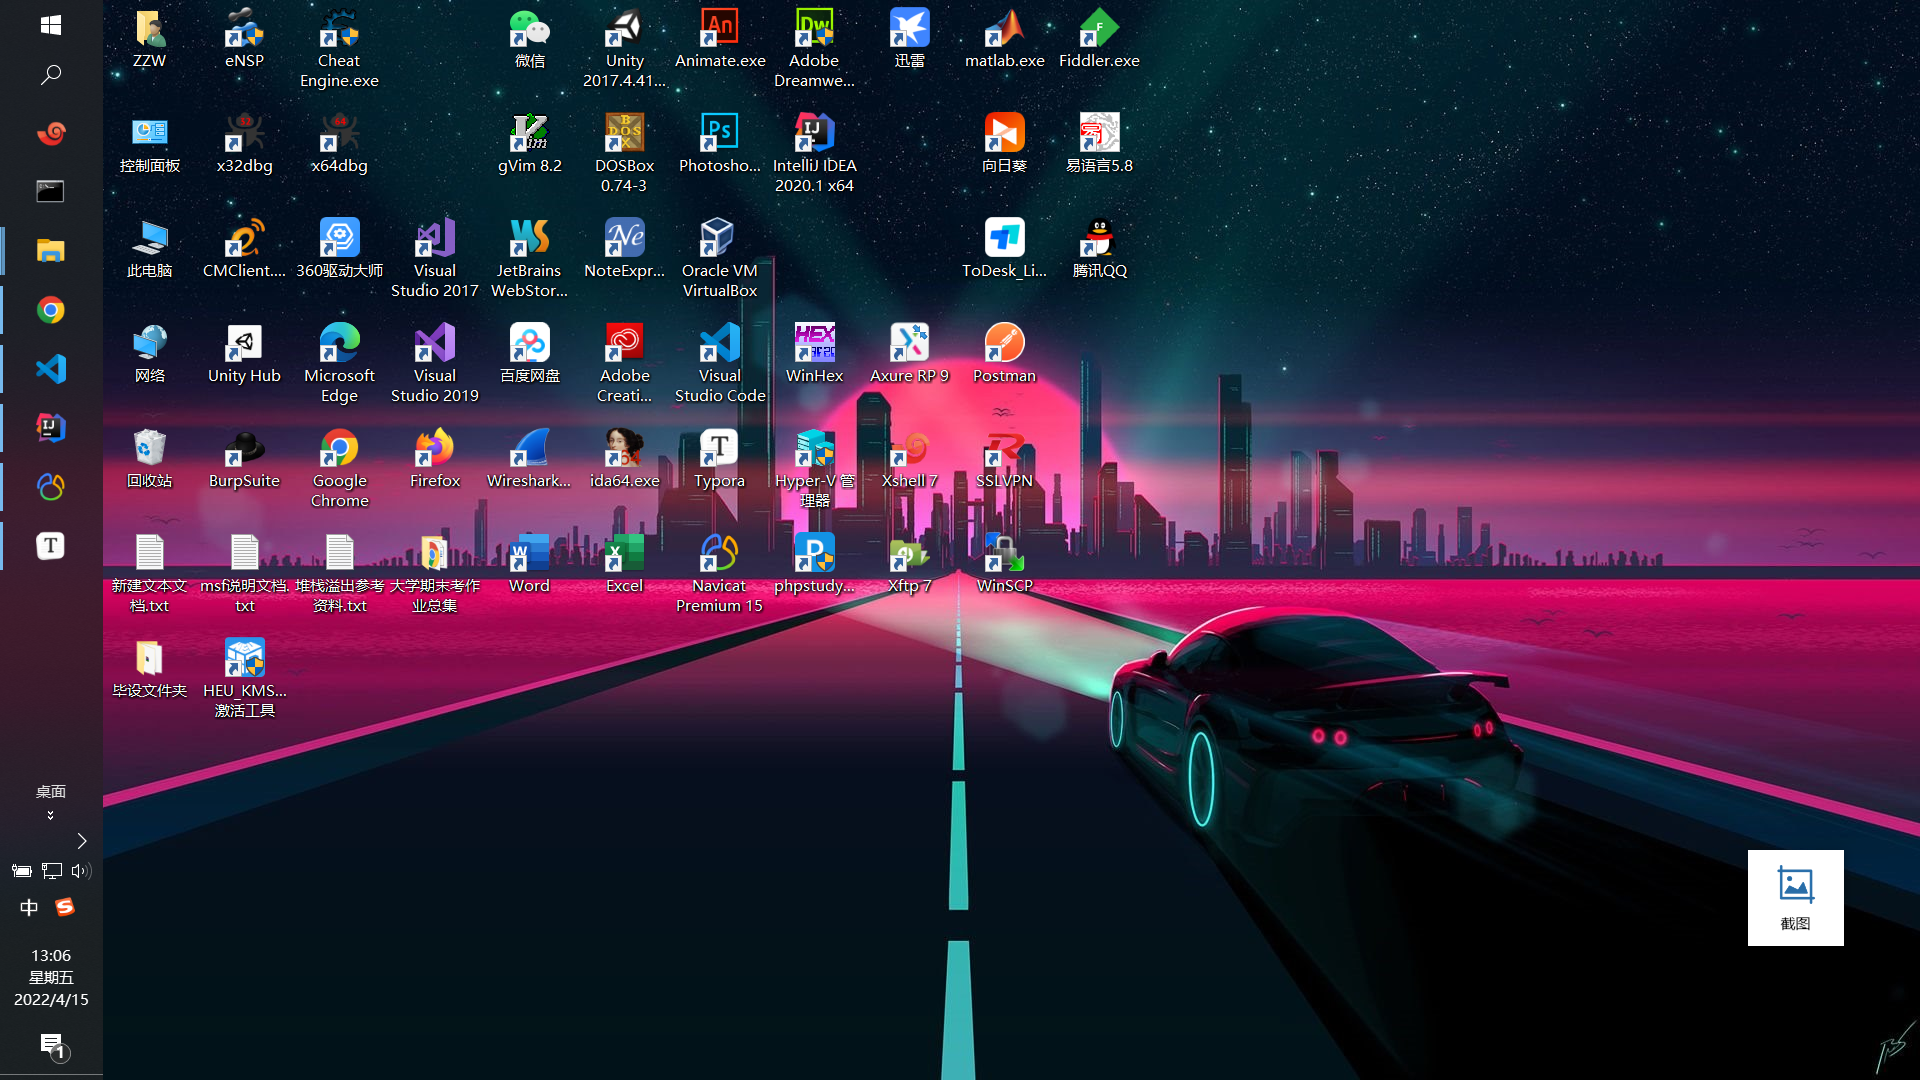 ZZW
eNSP
Cheat
Engine.exe
微信
Unity
2017.4.41...
Animate.exe
Adobe
Dreamwe...
迅雷
matlab.exe
Fiddler.exe
控制面板
x32dbg
x64dbg
gVim 8.2
DOSBox
0.74-3
Photosho...
IntelliJ IDEA
2020.1 x64
向日葵
易语言5.8
此电脑
CMClient....
360驱动大师
Visual
Studio 2017
JetBrains
WebStor...
NoteExpr...
Oracle VM
VirtualBox
ToDesk_Li...
腾讯QQ
网络
Unity Hub
Microsoft
Edge
Visual
Studio 2019
百度网盘
Adobe
Creati...
Visual
Studio Code
WinHex
Axure RP 9
Postman
回收站
BurpSuite
Google
Chrome
Firefox
Wireshark...
ida64.exe
Typora
Hyper-V 管
理器
Xshell 7
SSLVPN
新建文本文
档.txt
msf说明文档.
txt
堆栈溢出参考
资料.txt
大学期末考作
业总集
Word
Excel
Navicat
Premium 15
phpstudy...
Xftp 7
WinSCP
毕设文件夹
HEU_KMS...
激活工具
桌面
中
13:06
星期五
2022/4/15
1
截图